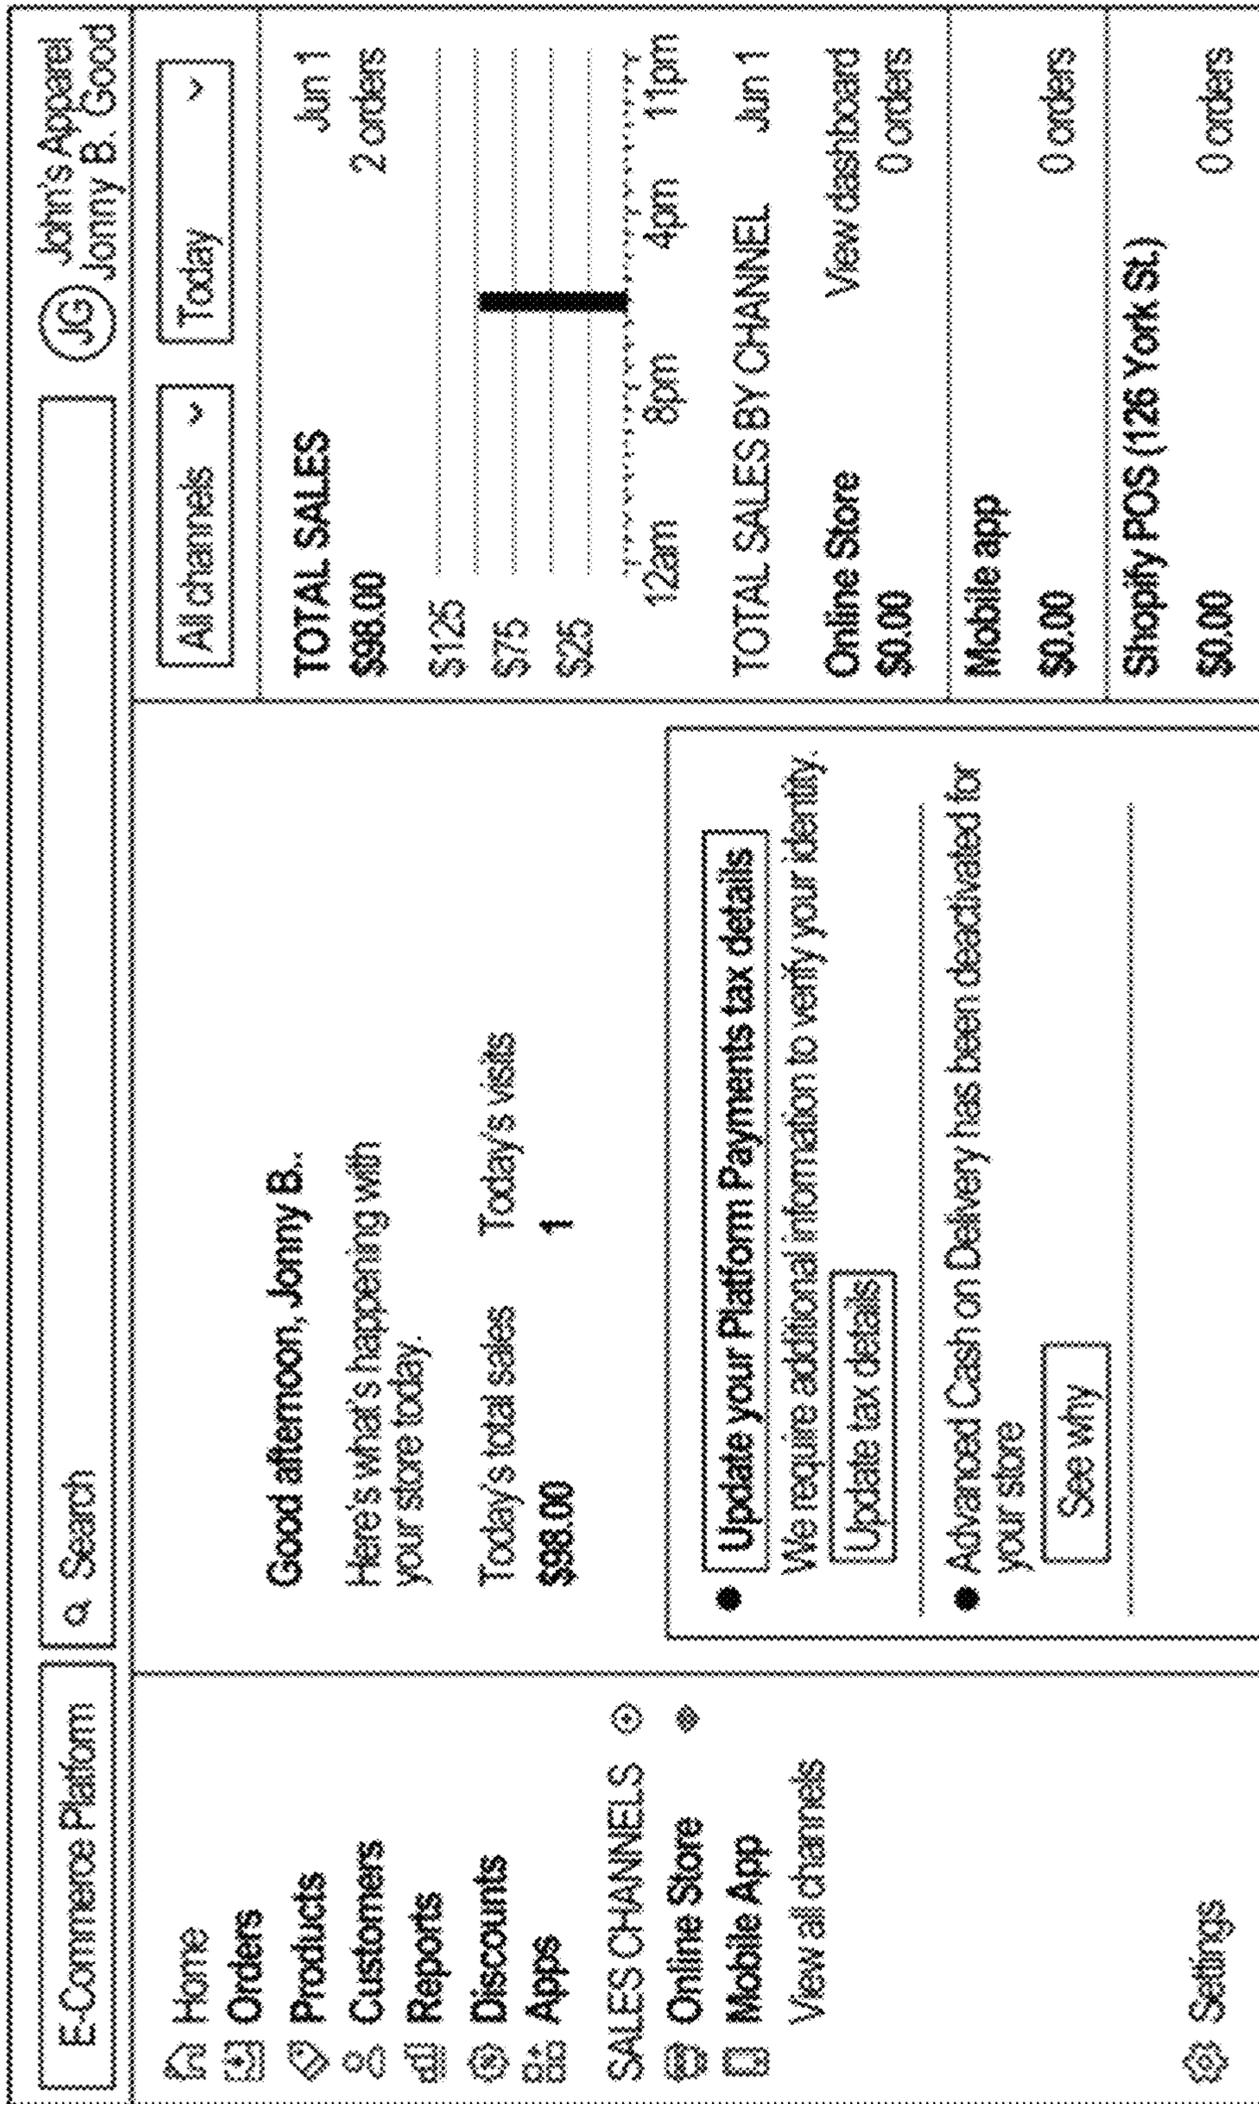 E-Commerce Platform
Search
John's Apparel
JG
Jonny B. Good
Home
Orders
Products
Customers
Reports
Discounts
Apps
SALES CHANNELS
Online Store
Mobile App
View all channels
Settings
Good afternoon, Jonny B..
Here's what's happening with
your store today.
Today's total sales Today's visits
$98.00 1
Update your Platform Payments tax details
We require additional information to verify your identity.
Update tax details
Advanced Cash on Delivery has been deactivated for
your store
See why
All channels
Today
TOTAL SALES Jun 1
$98.00 2 orders
$125
$75
$25
12am 8pm 4pm 11pm
TOTAL SALES BY CHANNEL Jun 1
Online Store View dashboard
$0.00 0 orders
Mobile app
$0.00 0 orders
Shopify POS (126 York St.)
$0.00 0 orders